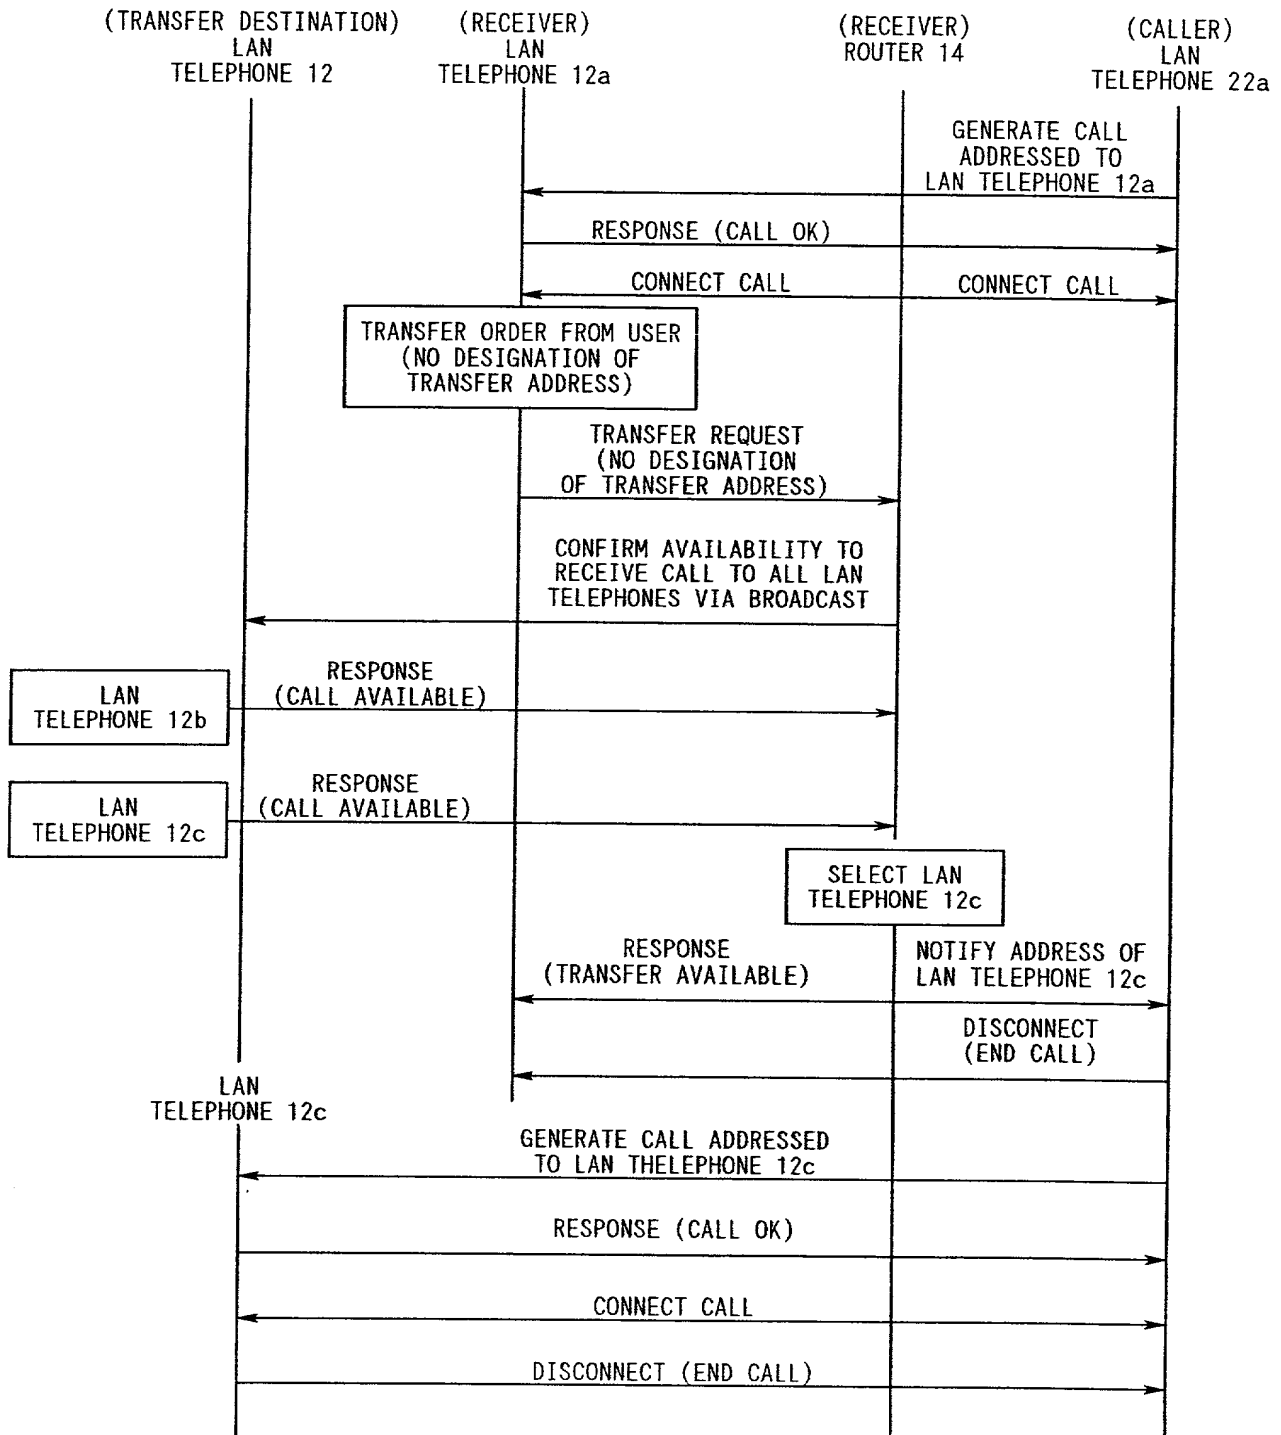 (TRANSFER DESTINATION)
LAN
TELEPHONE 12
(RECEIVER)
LAN
TELEPHONE 12a
(RECEIVER)
ROUTER 14
(CALLER)
LAN
TELEPHONE 22a
GENERATE CALL
ADDRESSED TO
LAN TELEPHONE 12a
RESPONSE (CALL OK)
CONNECT CALL
CONNECT CALL
TRANSFER ORDER FROM USER
(NO DESIGNATION OF
TRANSFER ADDRESS)
TRANSFER REQUEST
(NO DESIGNATION
OF TRANSFER ADDRESS)
CONFIRM AVAILABILITY TO
RECEIVE CALL TO ALL LAN
TELEPHONES VIA BROADCAST
LAN
TELEPHONE 12b
RESPONSE
(CALL AVAILABLE)
LAN
TELEPHONE 12c
RESPONSE
(CALL AVAILABLE)
SELECT LAN
TELEPHONE 12c
RESPONSE
(TRANSFER AVAILABLE)
NOTIFY ADDRESS OF
LAN TELEPHONE 12c
DISCONNECT
(END CALL)
LAN
TELEPHONE 12c
GENERATE CALL ADDRESSED
TO LAN THELEPHONE 12c
RESPONSE (CALL OK)
CONNECT CALL
DISCONNECT (END CALL)